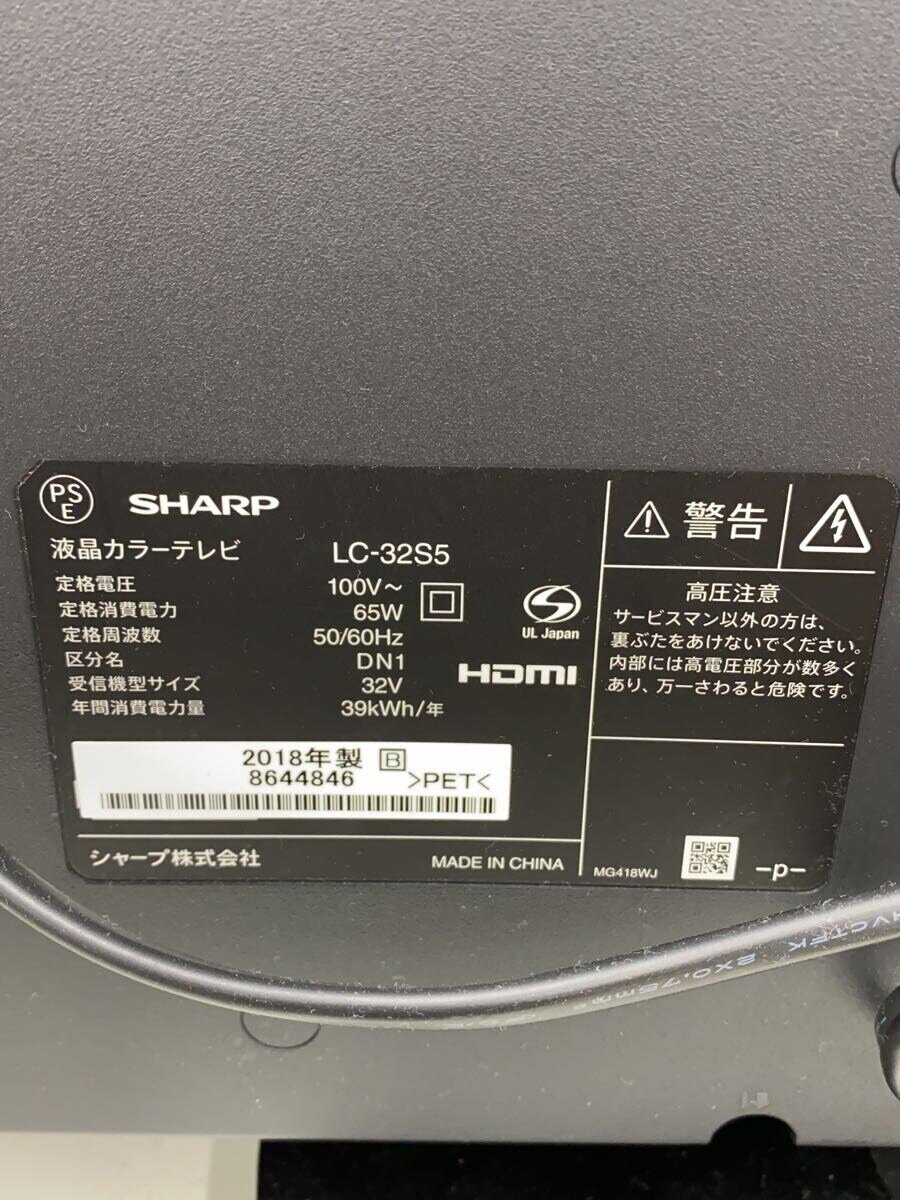 PS
E
SHARP
液晶カラーテレビ LC-32S5
定格電圧 100V～
定格消費電力 65W
定格周波数 50/60Hz
区分名 DN1
受信機型サイズ 32V
年間消費電力量 39kWh/年
UL Japan
HDMI
2018年製 B
8644846 >PET<
シャープ株式会社 MADE IN CHINA
警告
高圧注意
サービスマン以外の方は、
裏ぶたをあけないでください。
内部には高電圧部分が数多く
あり、万一さわると危険です。
MG418WJ -p-
HVCTFK 2X0.75mm²